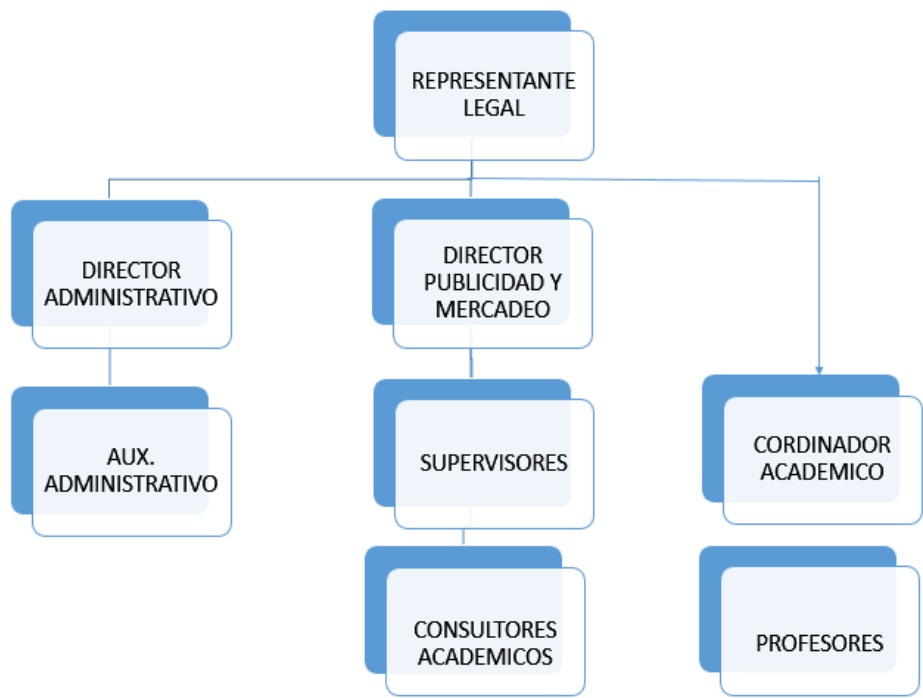 REPRESENTANTE
LEGAL
DIRECTOR
ADMINISTRATIVO
DIRECTOR
PUBLICIDAD Y
MERCADEO
AUX.
ADMINISTRATIVO
SUPERVISORES
CORDINADOR
ACADEMICO
CONSULTORES
ACADEMICOS
PROFESORES